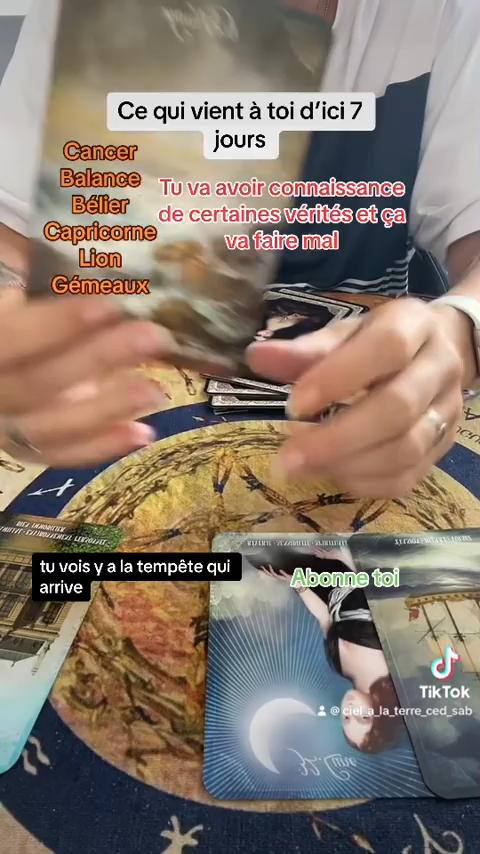 Ce qui vient à toi d'ici 7
jours
Cancer
Balance
Bélier
Capricorne
Lion
Gémeaux
Tu va avoir connaissance
de certaines vérités et ça
va faire mal
tu vois y a la tempête qui
arrive
Abonne toi
TikTok
@ciel_a_la_terre_ced_sab